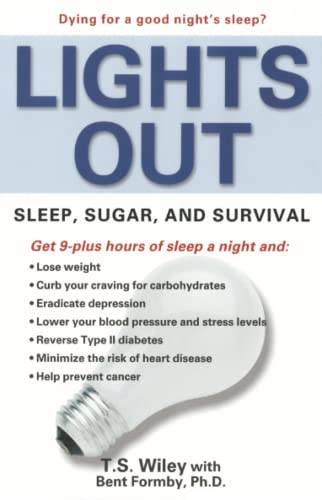 Dying for a good night's sleep?
LIGHTS
OUT
SLEEP, SUGAR, AND SURVIVAL
Get 9-plus hours of sleep a night and:
• Lose weight
• Curb your craving for carbohydrates
• Eradicate depression
• Lower your blood pressure and stress levels
• Reverse Type II diabetes
• Minimize the risk of heart disease
• Help prevent cancer
T.S. Wiley with
Bent Formby, Ph.D.